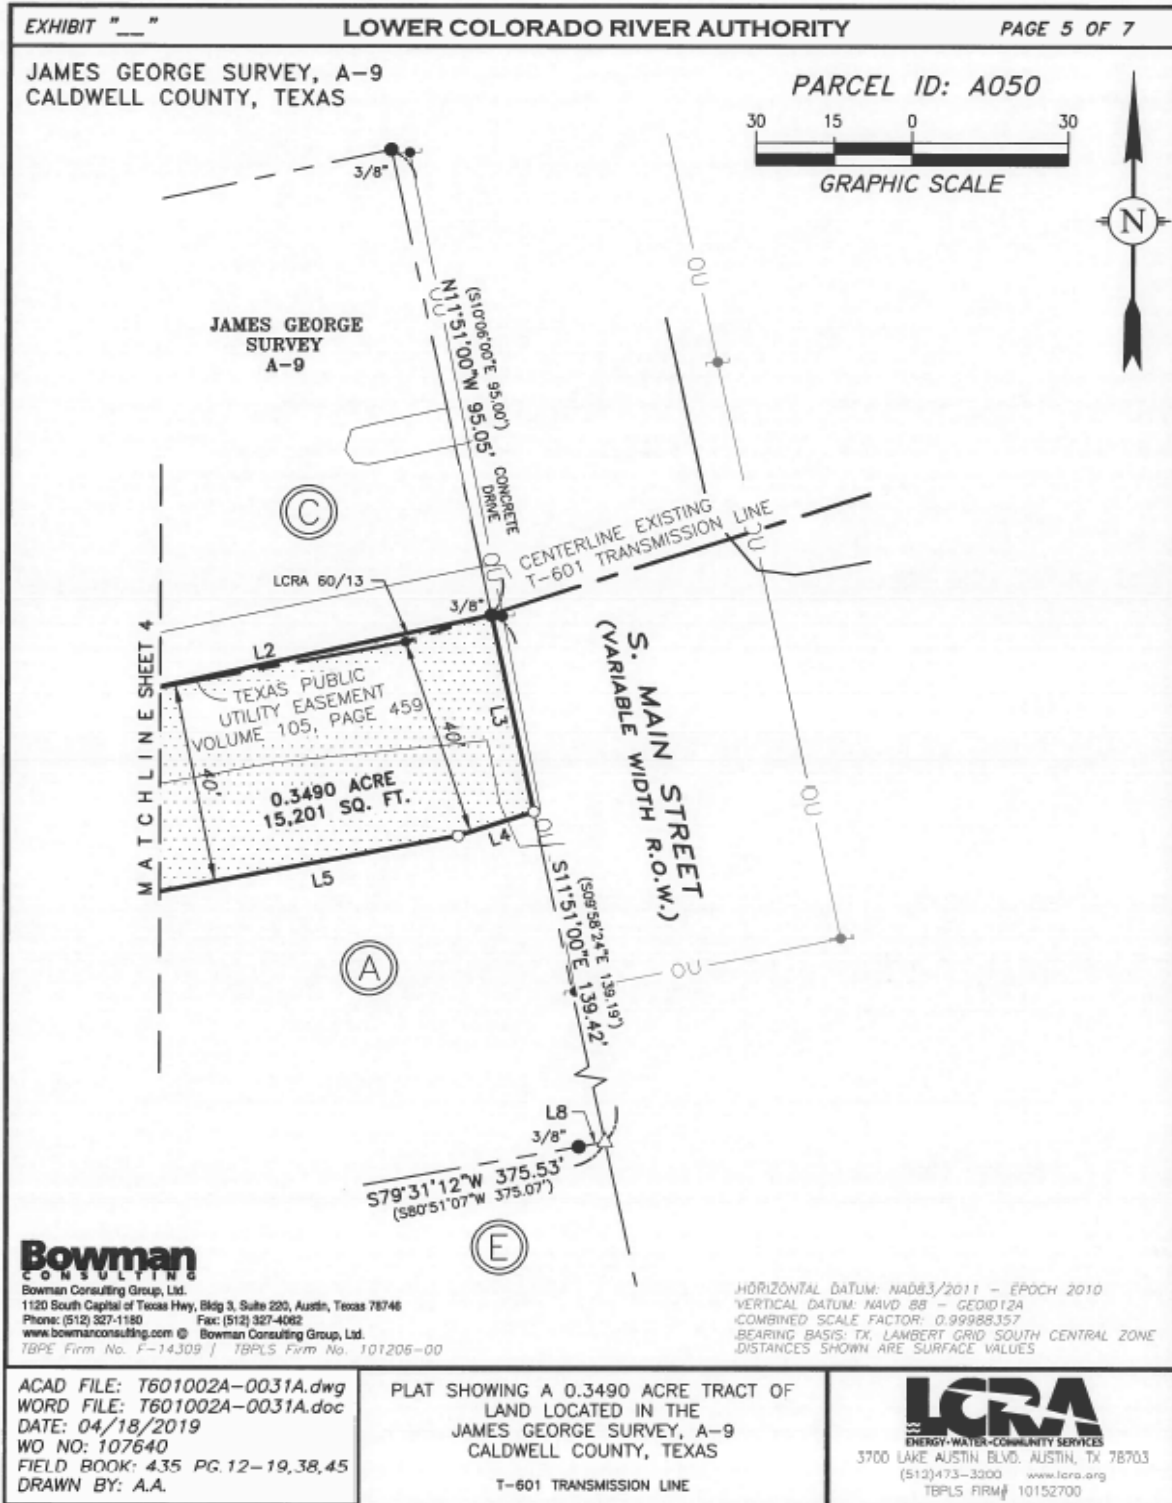 EXHIBIT "__"
LOWER COLORADO RIVER AUTHORITY
PAGE 5 OF 7
JAMES GEORGE SURVEY, A-9
CALDWELL COUNTY, TEXAS
PARCEL ID: A050
30 15 0 30
GRAPHIC SCALE
N
3/8"
OU
(S10°06'00"E 95.00')
N11°51'00"W 95.05'
OU
JAMES GEORGE
SURVEY
A-9
CONCRETE
DRIVE
C
CENTERLINE EXISTING
T-601 TRANSMISSION LINE
OU
OU
LCRA 60/13
3/8"
MATCHLINE SHEET 4
L2
TEXAS PUBLIC
UTILITY EASEMENT
VOLUME 105, PAGE 459
L3
40'
40'
0.3490 ACRE
15,201 SQ. FT.
S. MAIN STREET
(VARIABLE WIDTH R.O.W.)
OU
L4
OU
L5
(S09°58'24"E 139.19')
S11°51'00"E 139.42'
A
OU
L8
3/8"
S79°31'12"W 375.53'
(S80°51'07"W 375.07')
E
Bowman
CONSULTING
Bowman Consulting Group, Ltd.
1120 South Capital of Texas Hwy, Bldg 3, Suite 220, Austin, Texas 78746
Phone: (512) 327-1180 Fax: (512) 327-4062
www.bowmanconsulting.com © Bowman Consulting Group, Ltd.
TBPE Firm No. F-14309 | TBPLS Firm No. 101206-00
HORIZONTAL DATUM: NAD83/2011 - EPOCH 2010
VERTICAL DATUM: NAVD 88 - GEOID12A
COMBINED SCALE FACTOR: 0.99988357
BEARING BASIS: TX. LAMBERT GRID SOUTH CENTRAL ZONE
DISTANCES SHOWN ARE SURFACE VALUES
ACAD FILE: T601002A-0031A.dwg
WORD FILE: T601002A-0031A.doc
DATE: 04/18/2019
WO NO: 107640
FIELD BOOK: 435 PG.12-19,38,45
DRAWN BY: A.A.
PLAT SHOWING A 0.3490 ACRE TRACT OF
LAND LOCATED IN THE
JAMES GEORGE SURVEY, A-9
CALDWELL COUNTY, TEXAS
T-601 TRANSMISSION LINE
LCRA
ENERGY•WATER•COMMUNITY SERVICES
3700 LAKE AUSTIN BLVD. AUSTIN, TX 78703
(512)473-3200 www.lcra.org
TBPLS FIRM# 10152700